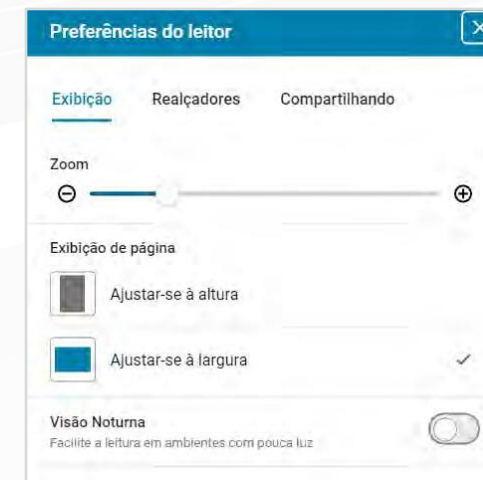 Preferências do leitor
Exibição Realçadores Compartilhando
Zoom
Exibição de página
Ajustar-se à altura
Ajustar-se à largura
Visão Noturna
Facilite a leitura em ambientes com pouca luz